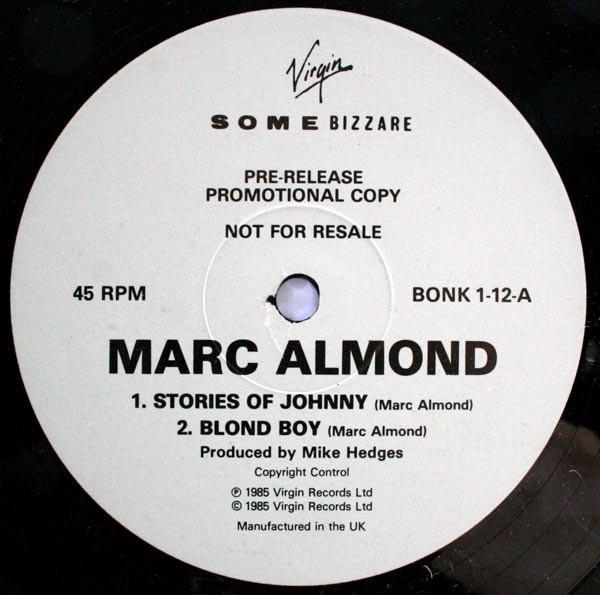 Virgin
SOME BIZZARE
PRE-RELEASE
PROMOTIONAL COPY
NOT FOR RESALE
45 RPM
BONK 1-12-A
MARC ALMOND
1. STORIES OF JOHNNY (Marc Almond)
2. BLOND BOY (Marc Almond)
Produced by Mike Hedges
Copyright Control
℗ 1985 Virgin Records Ltd
© 1985 Virgin Records Ltd
Manufactured in the UK